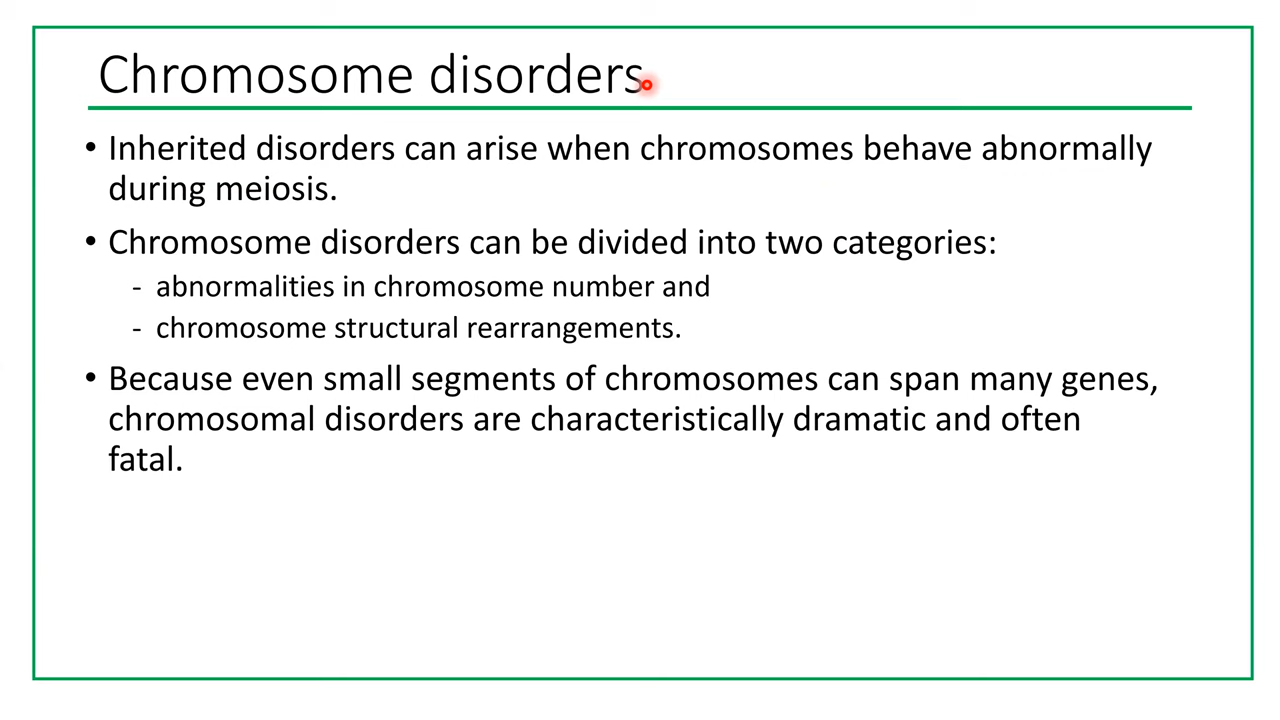 Chromosome disorders
• Inherited disorders can arise when chromosomes behave abnormally
during meiosis.
• Chromosome disorders can be divided into two categories:
- abnormalities in chromosome number and
- chromosome structural rearrangements.
• Because even small segments of chromosomes can span many genes,
chromosomal disorders are characteristically dramatic and often
fatal.